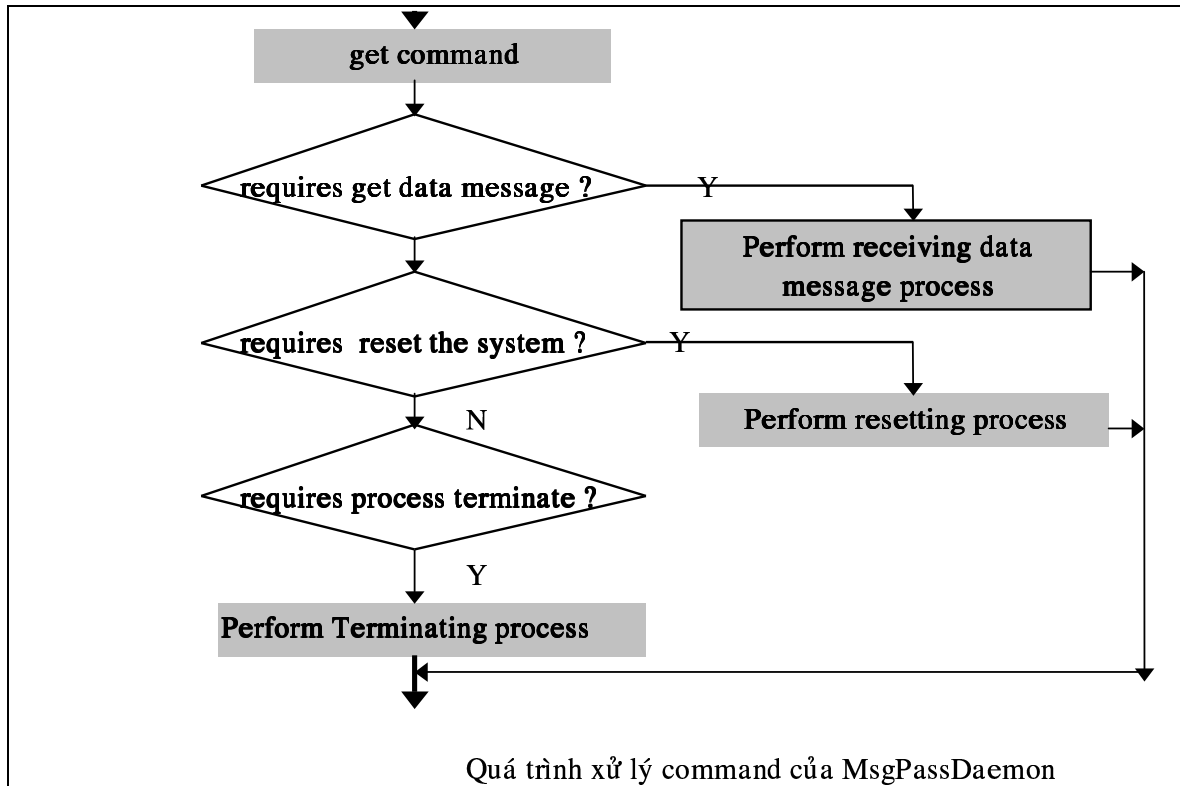 get command
requires get data message ?
Y
Perform receiving data
message process
requires reset the system ?
Y
N
Perform resetting process
requires process terminate ?
Y
Perform Terminating process
Quá trình xử lý command của MsgPassDaemon